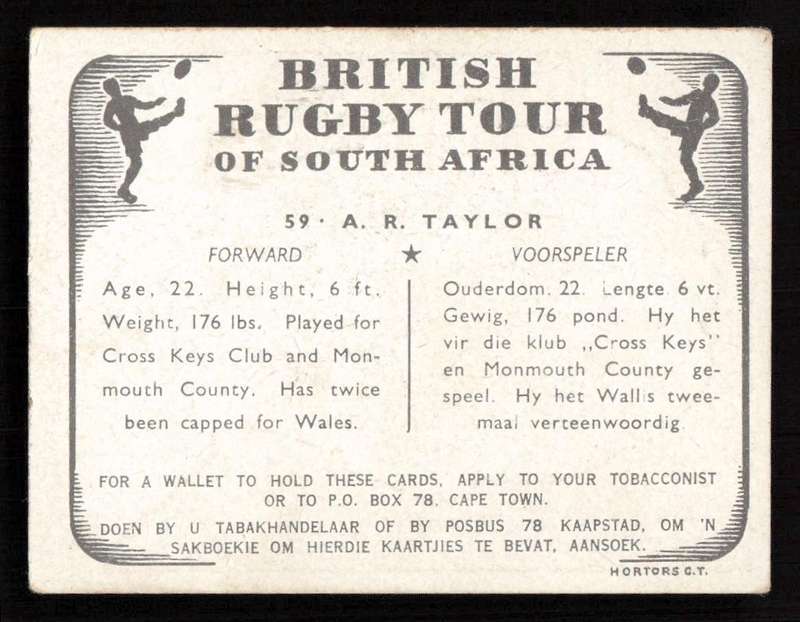 BRITISH
RUGBY TOUR
OF SOUTH AFRICA
59 · A. R. TAYLOR
FORWARD ★ VOORSPELER
Age, 22. Height, 6 ft.
Weight, 176 lbs. Played for
Cross Keys Club and Mon-
mouth County. Has twice
been capped for Wales.
Ouderdom. 22. Lengte 6 vt.
Gewig, 176 pond. Hy het
vir die klub „Cross Keys”
en Monmouth County ge-
speel. Hy het Wallis twee-
maal verteenwoordig
FOR A WALLET TO HOLD THESE CARDS, APPLY TO YOUR TOBACCONIST
OR TO P.O. BOX 78, CAPE TOWN.
DOEN BY U TABAKHANDELAAR OF BY POSBUS 78 KAAPSTAD, OM 'N
SAKBOEKIE OM HIERDIE KAARTJIES TE BEVAT, AANSOEK.
HORTORS C.T.